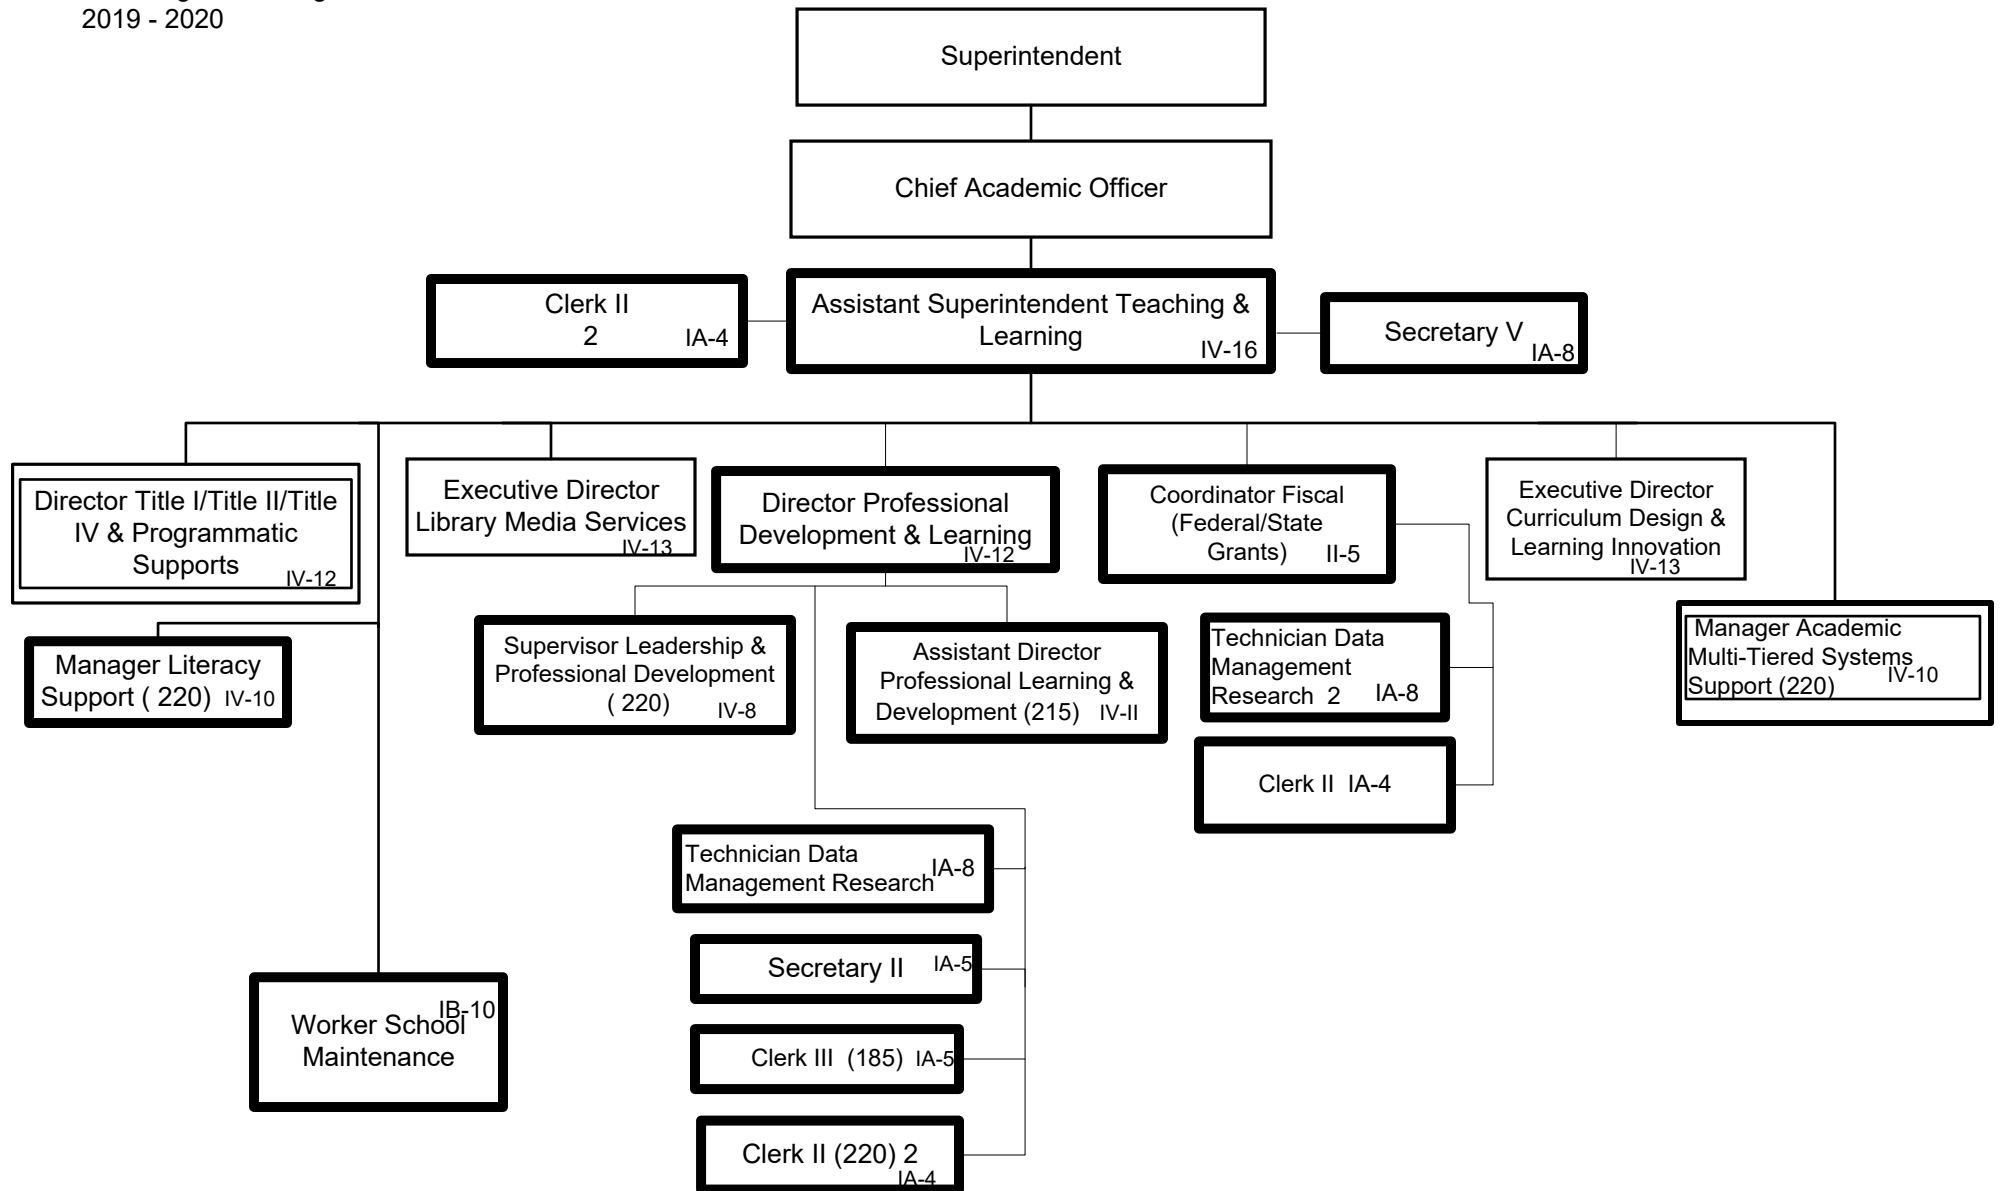 2019 - 2020
Superintendent
Chief Academic Officer
Clerk II
2 IA-4
Assistant Superintendent Teaching &
Learning
IV-16
Secretary V
IA-8
Director Title I/Title II/Title
IV & Programmatic
Supports
IV-12
Executive Director
Library Media Services
IV-13
Director Professional
Development & Learning
IV-12
Coordinator Fiscal
(Federal/State
Grants) II-5
Executive Director
Curriculum Design &
Learning Innovation
IV-13
Manager Literacy
Support ( 220) IV-10
Supervisor Leadership &
Professional Development
( 220) IV-8
Assistant Director
Professional Learning &
Development (215) IV-II
Technician Data
Management
Research 2 IA-8
Manager Academic
Multi-Tiered Systems
Support (220) IV-10
Clerk II IA-4
Technician Data
Management Research IA-8
Secretary II IA-5
IB-10
Worker School
Maintenance
Clerk III (185) IA-5
Clerk II (220) 2
IA-4